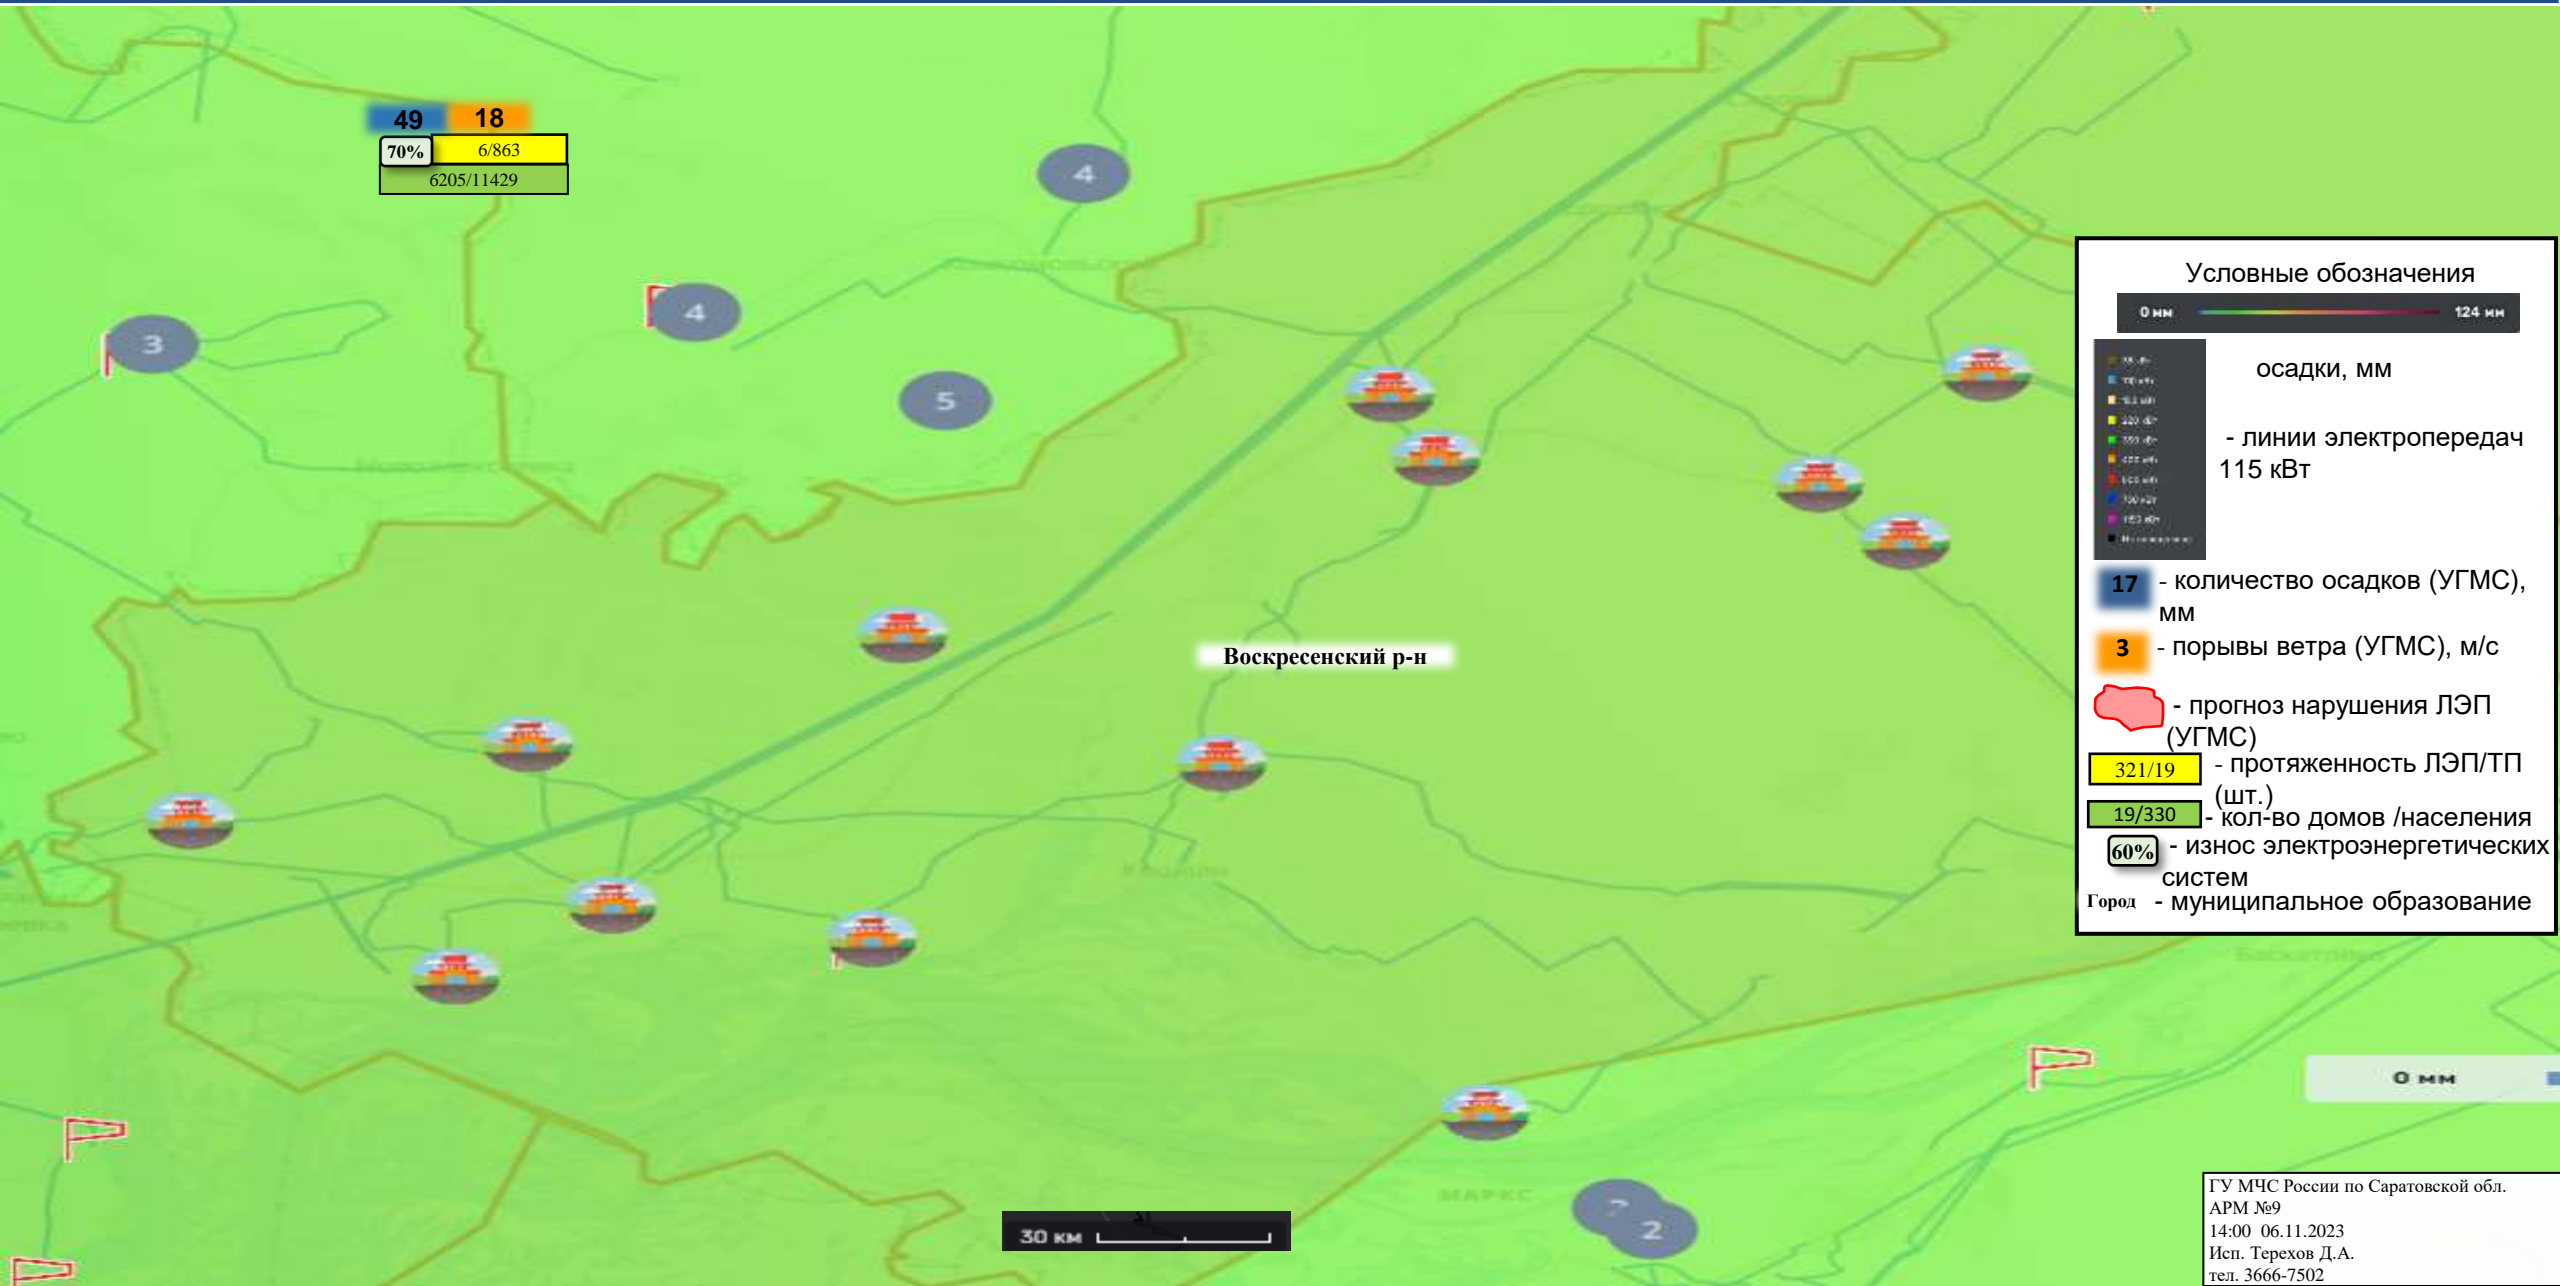 49 18
70% 6/863
6205/11429
4
4
3
5
Воскресенский р-н
МАРКС
2
30 км
Баскатовка
0 мм
Условные обозначения
0 мм 124 мм
осадки, мм
- линии электропередач
115 кВт
17 - количество осадков (УГМС),
мм
3 - порывы ветра (УГМС), м/с
- прогноз нарушения ЛЭП
(УГМС)
321/19 - протяженность ЛЭП/ТП
(шт.)
19/330 - кол-во домов /населения
60% - износ электроэнергетических
систем
Город - муниципальное образование
ГУ МЧС России по Саратовской обл.
АРМ №9
14:00 06.11.2023
Исп. Терехов Д.А.
тел. 3666-7502